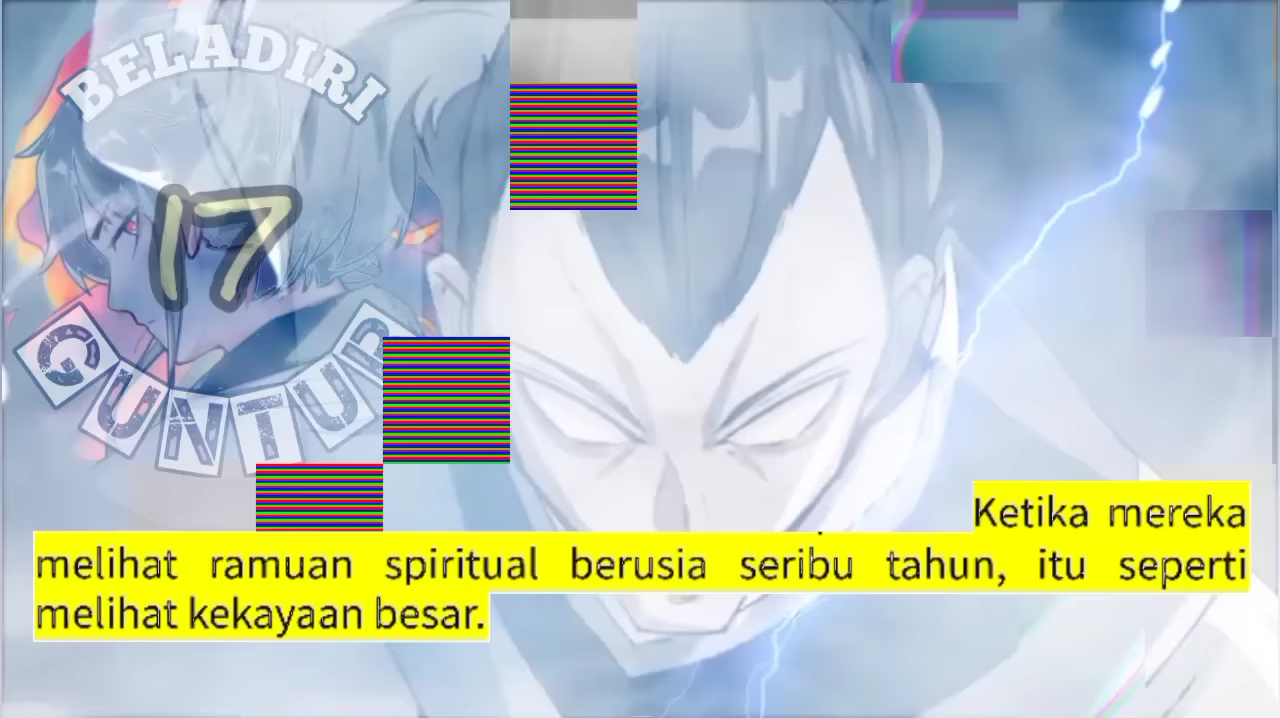 BELADIRI
17
GUNTUR
Ketika mereka
melihat ramuan spiritual berusia seribu tahun, itu seperti
melihat kekayaan besar.